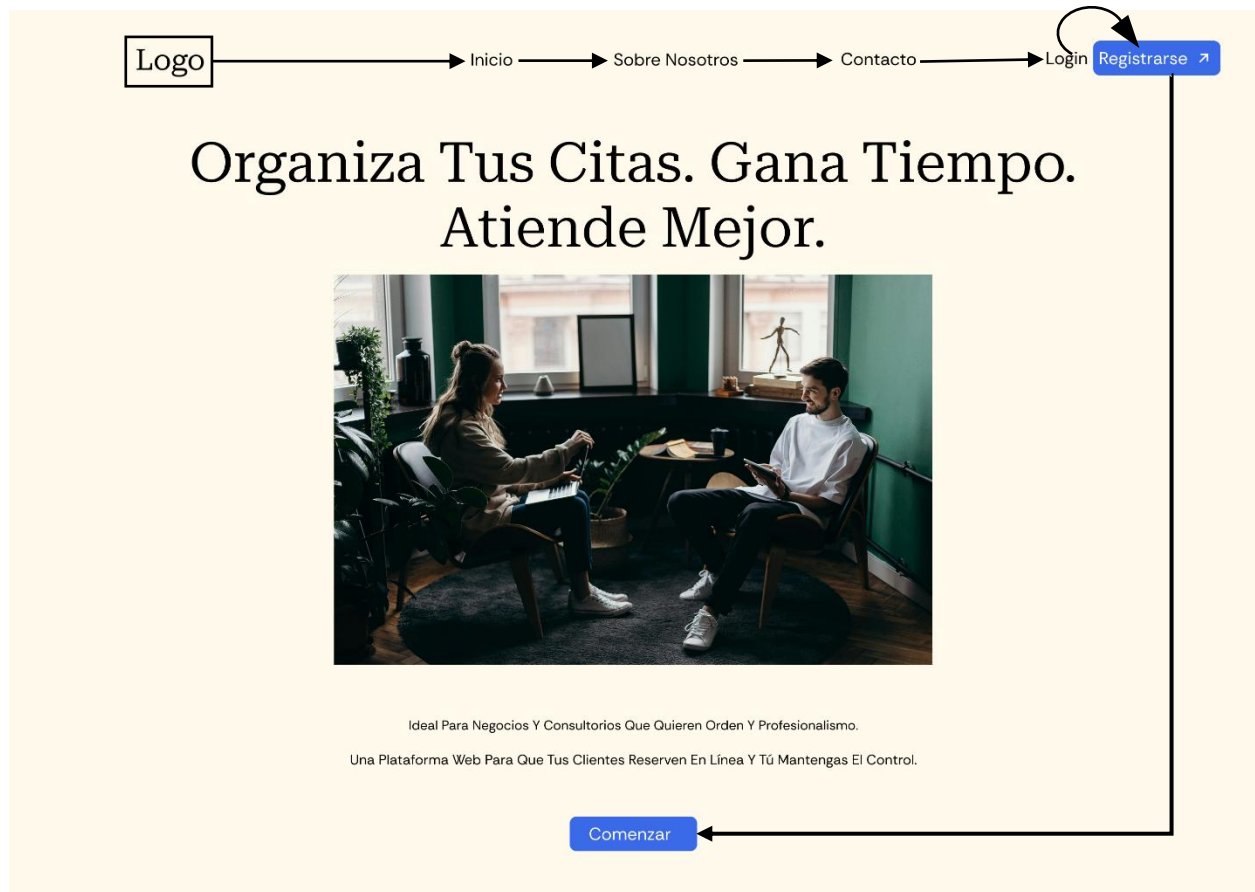 Logo Inicio Sobre Nosotros Contacto Login Registrarse
Organiza Tus Citas. Gana Tiempo.
Atiende Mejor.
Ideal Para Negocios Y Consultorios Que Quieren Orden Y Profesionalismo.
Una Plataforma Web Para Que Tus Clientes Reserven En Línea Y Tú Mantengas El Control.
Comenzar